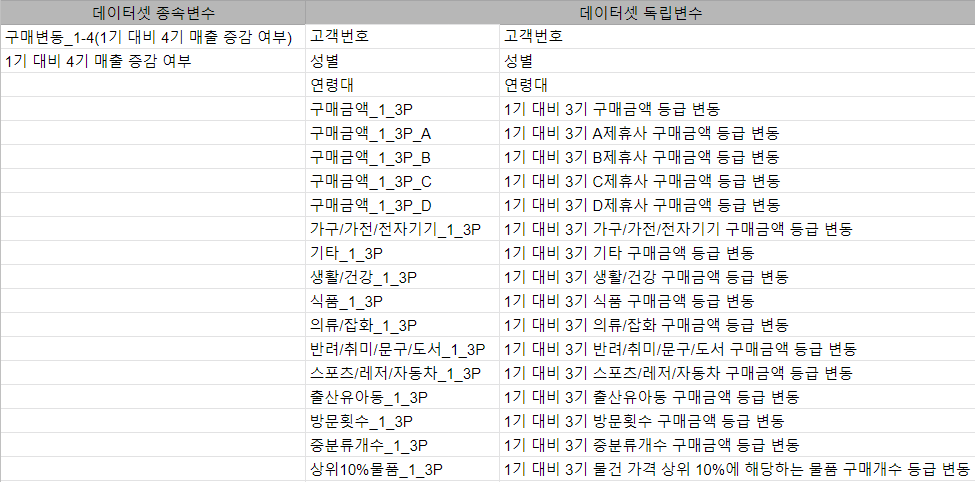 데이터셋 종속변수 데이터셋 독립변수
구매변동_1-4(1기 대비 4기 매출 증감 여부) 고객번호 고객번호
1기 대비 4기 매출 증감 여부 성별 성별
연령대 연령대
구매금액_1_3P 1기 대비 3기 구매금액 등급 변동
구매금액_1_3P_A 1기 대비 3기 A제휴사 구매금액 등급 변동
구매금액_1_3P_B 1기 대비 3기 B제휴사 구매금액 등급 변동
구매금액_1_3P_C 1기 대비 3기 C제휴사 구매금액 등급 변동
구매금액_1_3P_D 1기 대비 3기 D제휴사 구매금액 등급 변동
가구/가전/전자기기_1_3P 1기 대비 3기 가구/가전/전자기기 구매금액 등급 변동
기타_1_3P 1기 대비 3기 기타 구매금액 등급 변동
생활/건강_1_3P 1기 대비 3기 생활/건강 구매금액 등급 변동
식품_1_3P 1기 대비 3기 식품 구매금액 등급 변동
의류/잡화_1_3P 1기 대비 3기 의류/잡화 구매금액 등급 변동
반려/취미/문구/도서_1_3P 1기 대비 3기 반려/취미/문구/도서 구매금액 등급 변동
스포츠/레저/자동차_1_3P 1기 대비 3기 스포츠/레저/자동차 구매금액 등급 변동
출산유아동_1_3P 1기 대비 3기 출산유아동 구매금액 등급 변동
방문횟수_1_3P 1기 대비 3기 방문횟수 구매금액 등급 변동
중분류개수_1_3P 1기 대비 3기 중분류개수 구매금액 등급 변동
상위10%물품_1_3P 1기 대비 3기 물건 가격 상위 10%에 해당하는 물품 구매개수 등급 변동